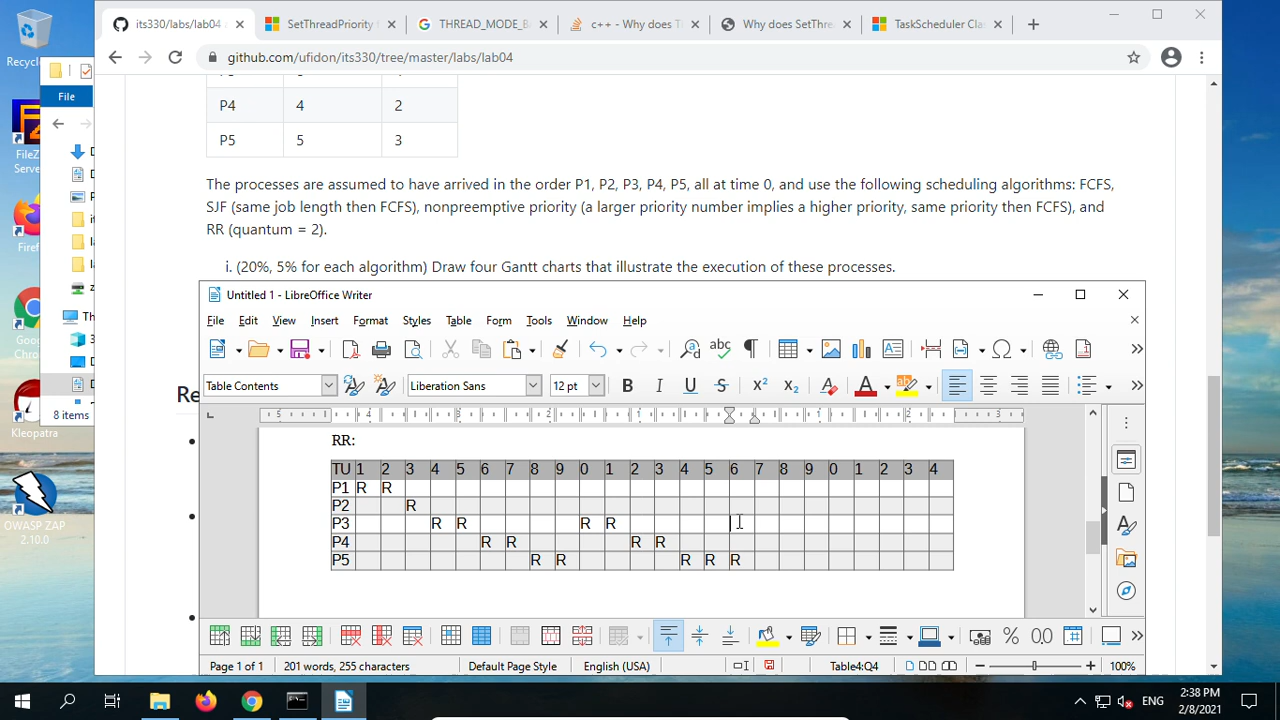 its330/labs/lab04
SetThreadPriority
THREAD_MODE_B
c++ - Why does T
Why does SetThre
TaskScheduler Cla
github.com/ufidon/its330/tree/master/labs/lab04
Recycl
FileZ
Serve
Firef
Goo
Chro
Kleopatra
OWASP ZAP
2.10.0
File
Th
8 items
P4 4 2
P5 5 3
The processes are assumed to have arrived in the order P1, P2, P3, P4, P5, all at time 0, and use the following scheduling algorithms: FCFS,
SJF (same job length then FCFS), nonpreemptive priority (a larger priority number implies a higher priority, same priority then FCFS), and
RR (quantum = 2).
i. (20%, 5% for each algorithm) Draw four Gantt charts that illustrate the execution of these processes.
Re
Untitled 1 - LibreOffice Writer
File Edit View Insert Format Styles Table Form Tools Window Help
Table Contents Liberation Sans 12 pt
RR:
TU 1 2 3 4 5 6 7 8 9 0 1 2 3 4 5 6 7 8 9 0 1 2 3 4
P1 R R
P2 R
P3 R R R R
P4 R R R R
P5 R R R R R
Page 1 of 1 201 words, 255 characters Default Page Style English (USA) Table4:Q4 100%
ENG
2:38 PM
2/8/2021